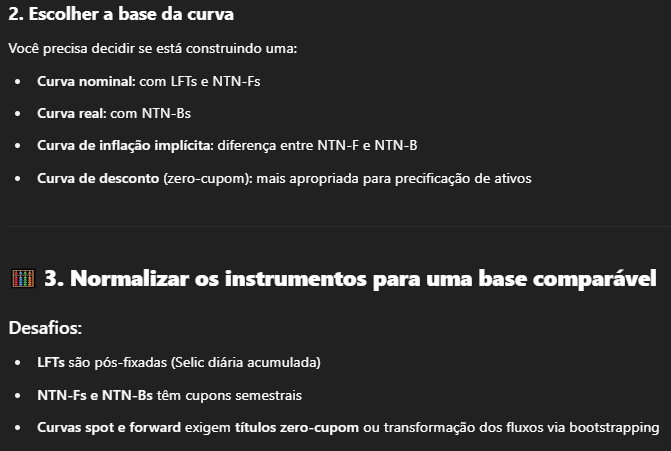 2. Escolher a base da curva
Você precisa decidir se está construindo uma:
• Curva nominal: com LFTs e NTN-Fs
• Curva real: com NTN-Bs
• Curva de inflação implícita: diferença entre NTN-F e NTN-B
• Curva de desconto (zero-cupom): mais apropriada para precificação de ativos
🧮 3. Normalizar os instrumentos para uma base comparável
Desafios:
• LFTs são pós-fixadas (Selic diária acumulada)
• NTN-Fs e NTN-Bs têm cupons semestrais
• Curvas spot e forward exigem títulos zero-cupom ou transformação dos fluxos via bootstrapping